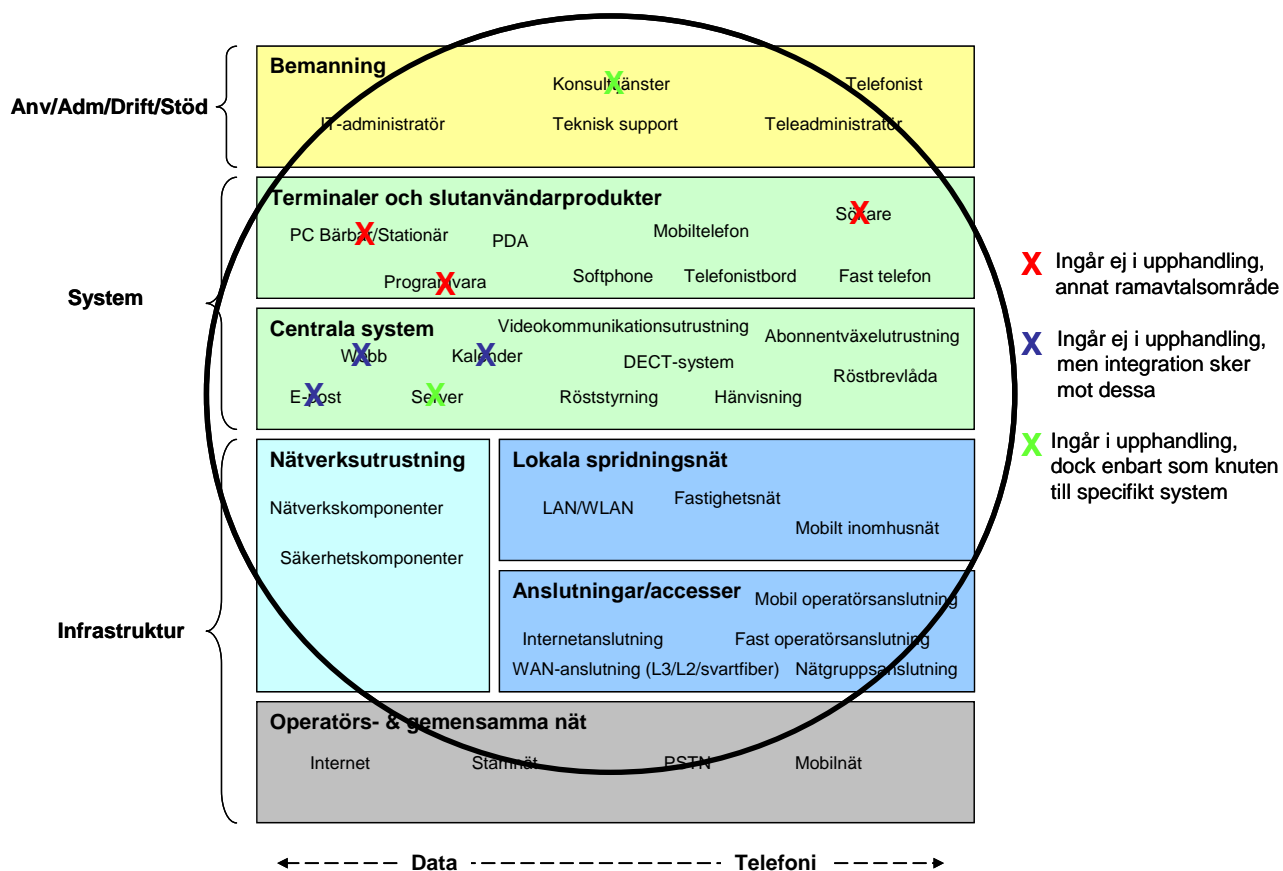 Bemanning
Konsulttjänster
Telefonist
Anv/Adm/Drift/Stöd
IT-administratör
Teknisk support
Teleadministratör
Terminaler och slutanvändarprodukter
Sökare
PC Bärbar/Stationär
PDA
Mobiltelefon
Programvara
Softphone
Telefonistbord
Fast telefon
System
Centrala system
Videokommunikationsutrustning
Abonnentväxelutrustning
Webb
Kalender
DECT-system
Röstbrevlåda
E-post
Server
Röststyrning
Hänvisning
X Ingår ej i upphandling,
annat ramavtalsområde
X Ingår ej i upphandling,
men integration sker
mot dessa
X Ingår i upphandling,
dock enbart som knuten
till specifikt system
Nätverksutrustning
Nätverkskomponenter
Säkerhetskomponenter
Lokala spridningsnät
LAN/WLAN
Fastighetsnät
Mobilt inomhusnät
Infrastruktur
Anslutningar/accesser
Mobil operatörsanslutning
Internetanslutning
Fast operatörsanslutning
WAN-anslutning (L3/L2/svartfiber)
Nätgruppsanslutning
Operatörs- & gemensamma nät
Internet
Stamnät
PSTN
Mobilnät
Data
Telefoni